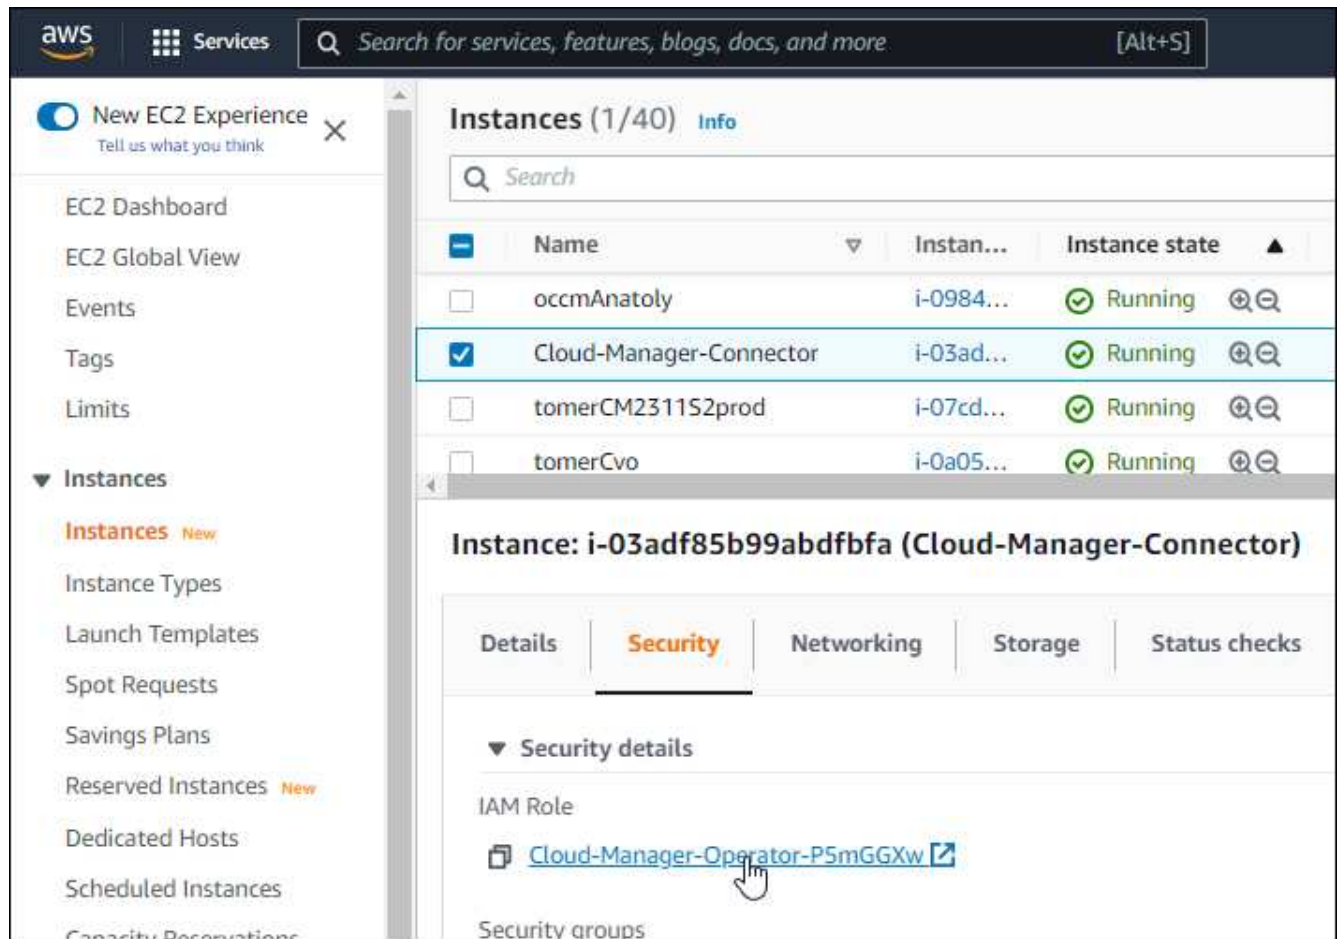 aws
Services
Search for services, features, blogs, docs, and more
[Alt+S]
New EC2 Experience
Tell us what you think
EC2 Dashboard
EC2 Global View
Events
Tags
Limits
Instances
Instances New
Instance Types
Launch Templates
Spot Requests
Savings Plans
Reserved Instances New
Dedicated Hosts
Scheduled Instances
Capacity Reservations
Instances (1/40) Info
Search
Name Instan... Instance state
occmAnatoly i-0984... Running
Cloud-Manager-Connector i-03ad... Running
tomerCM2311S2prod i-07cd... Running
tomerCvo i-0a05... Running
Instance: i-03adf85b99abdfbfa (Cloud-Manager-Connector)
Details Security Networking Storage Status checks
Security details
IAM Role
Cloud-Manager-Operator-P5mGGXw
Security groups